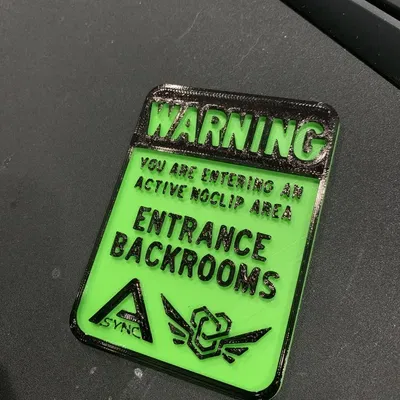 WARNING
YOU ARE ENTERING AN
ACTIVE NOCLIP AREA
ENTRANCE
BACKROOMS
A
SYNC